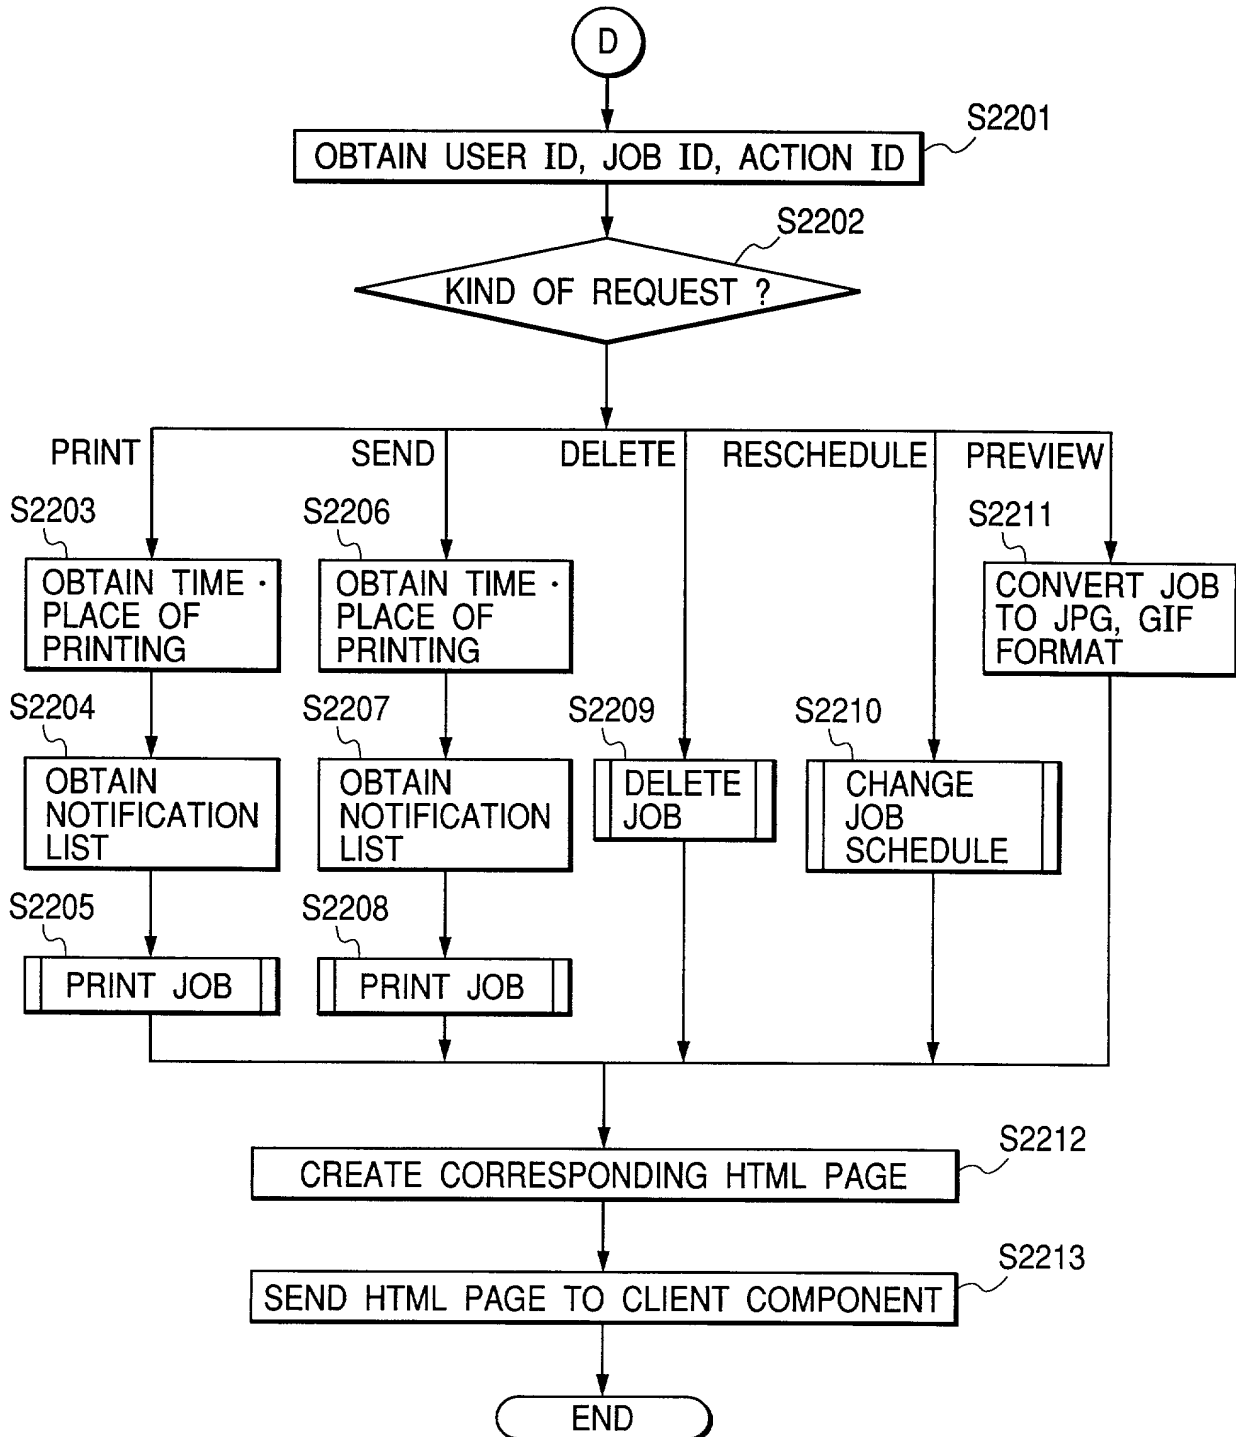 D
S2201
OBTAIN USER ID, JOB ID, ACTION ID
S2202
KIND OF REQUEST ?
PRINT
SEND
DELETE
RESCHEDULE
PREVIEW
S2203
OBTAIN TIME ·
PLACE OF
PRINTING
S2206
OBTAIN TIME ·
PLACE OF
PRINTING
S2211
CONVERT JOB
TO JPG, GIF
FORMAT
S2204
OBTAIN
NOTIFICATION
LIST
S2207
OBTAIN
NOTIFICATION
LIST
S2209
DELETE
JOB
S2210
CHANGE
JOB
SCHEDULE
S2205
PRINT JOB
S2208
PRINT JOB
S2212
CREATE CORRESPONDING HTML PAGE
S2213
SEND HTML PAGE TO CLIENT COMPONENT
END